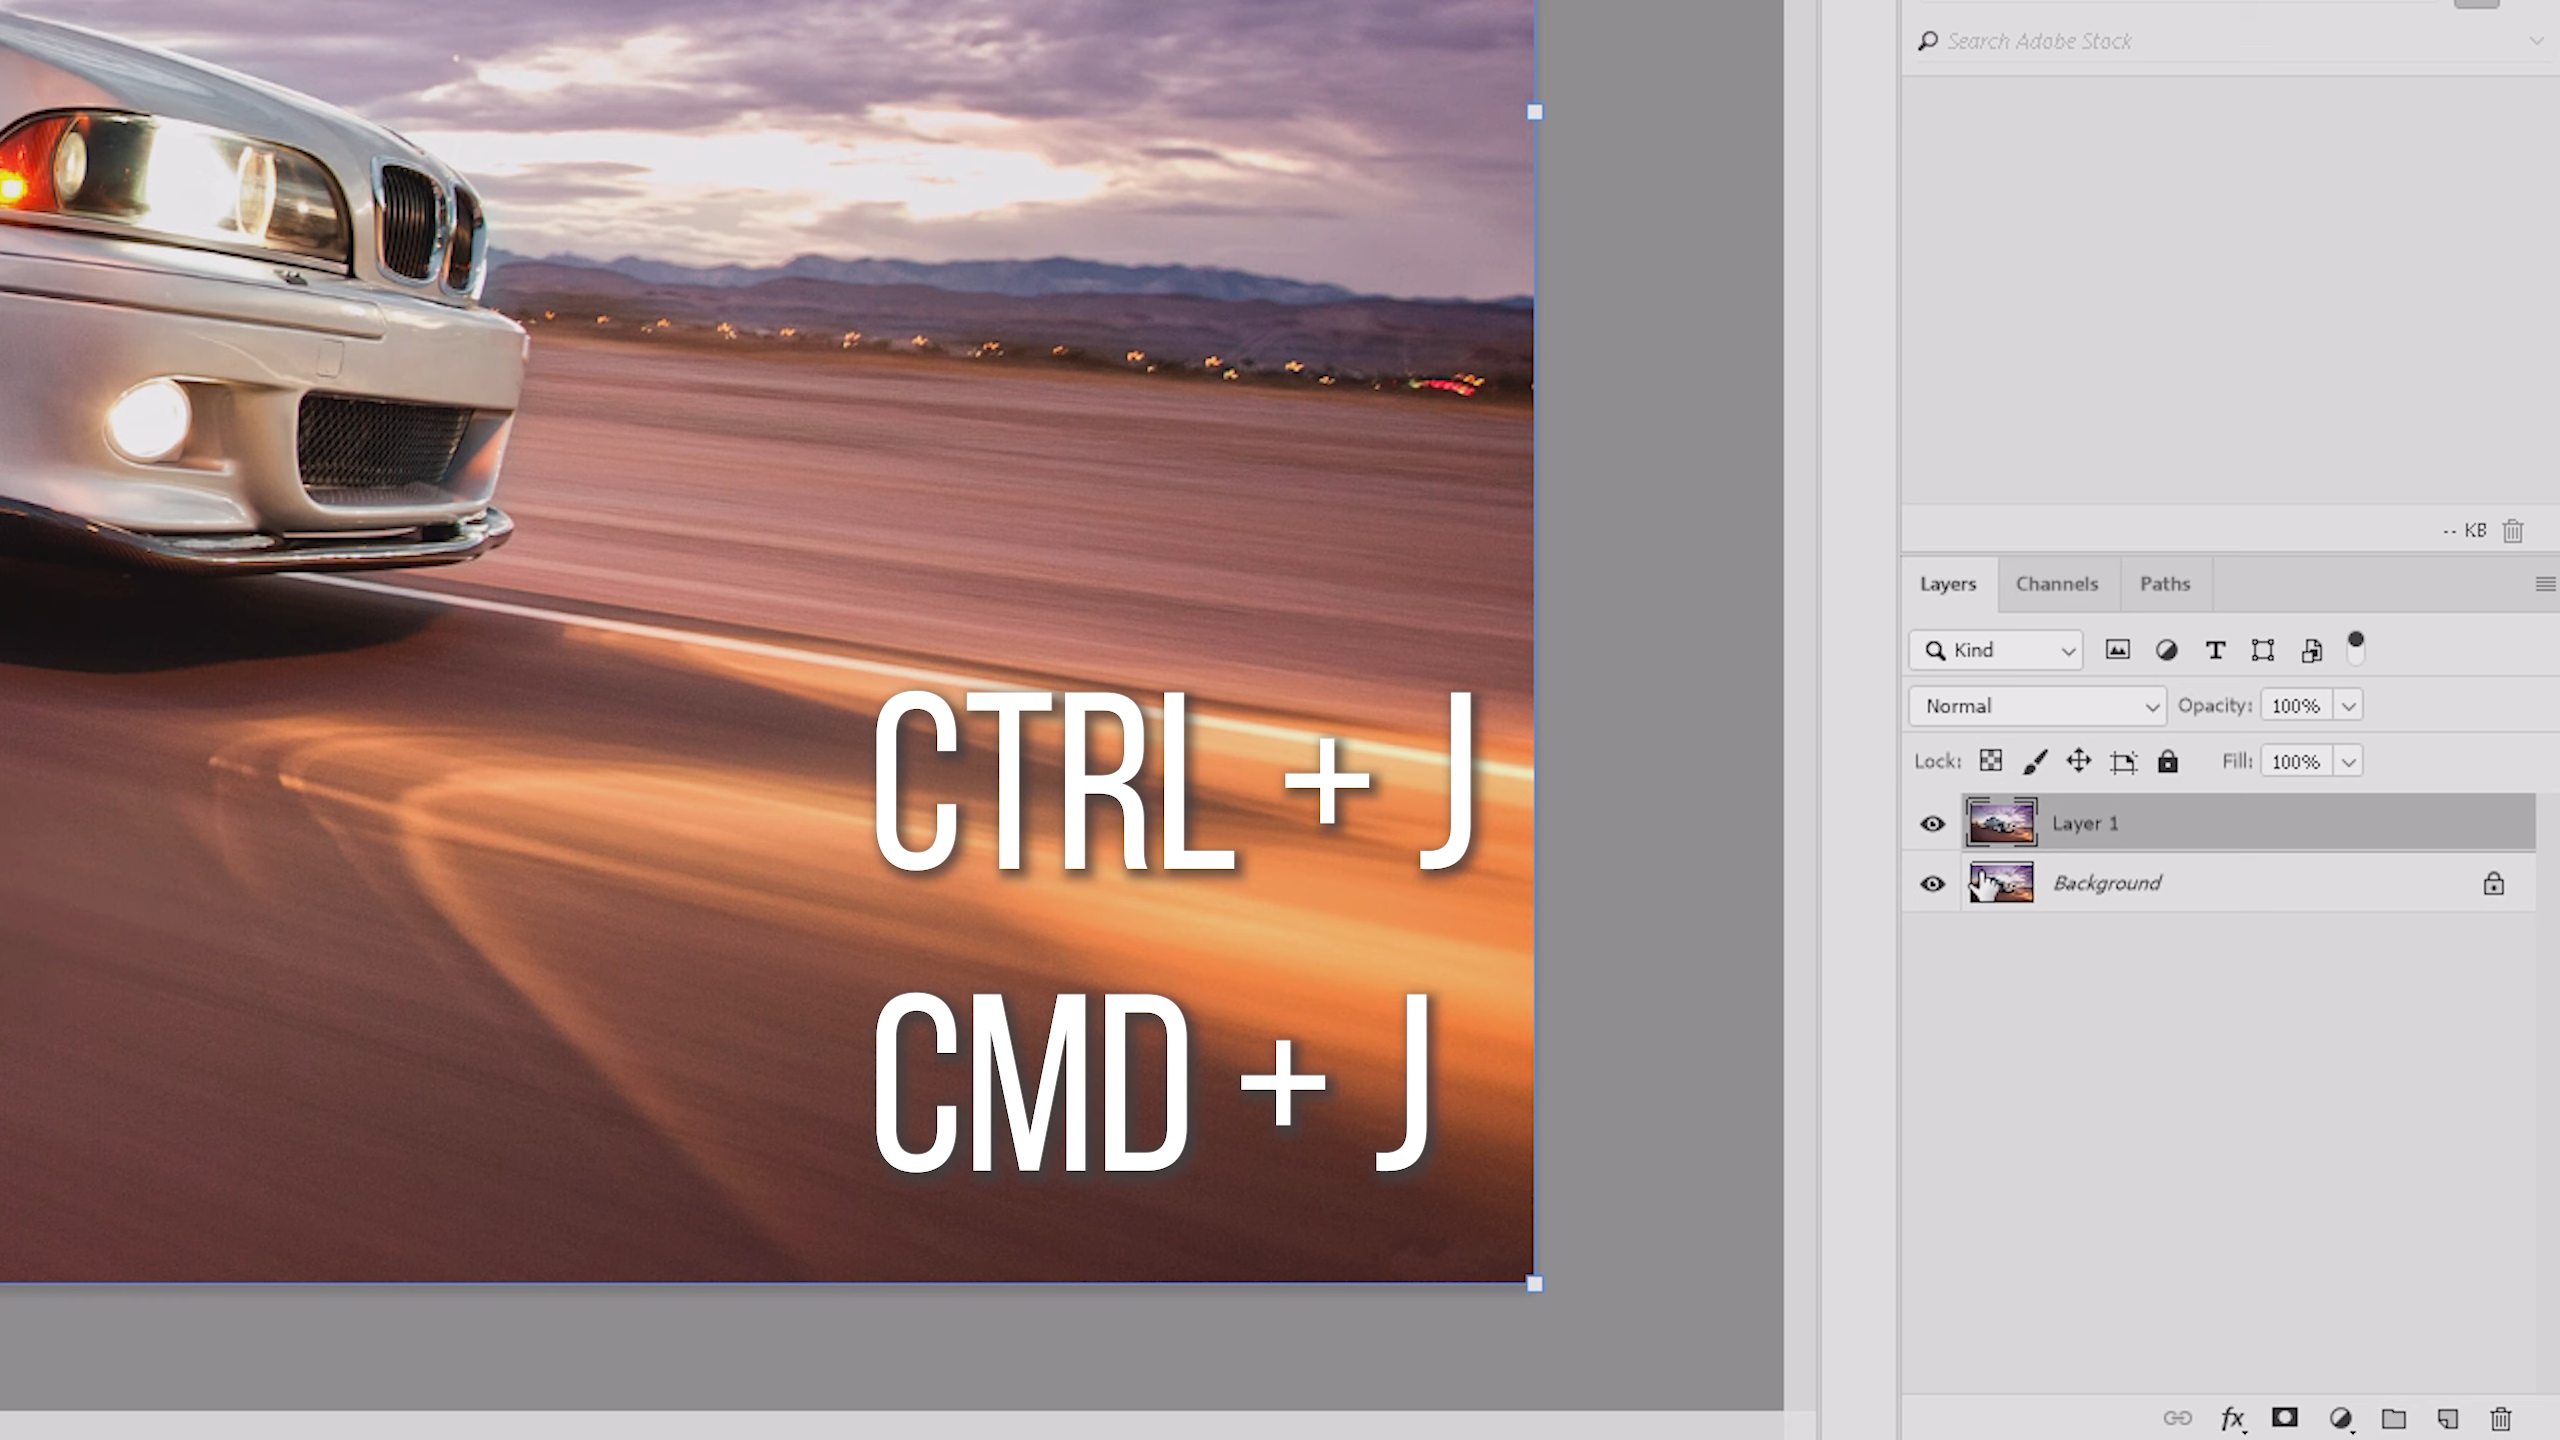 Search Adobe Stock
-- KB
Layers
Channels
Paths
Kind
Normal
Opacity: 100%
Lock:
Fill: 100%
Layer 1
Background
fx
CTRL + J
CMD + J